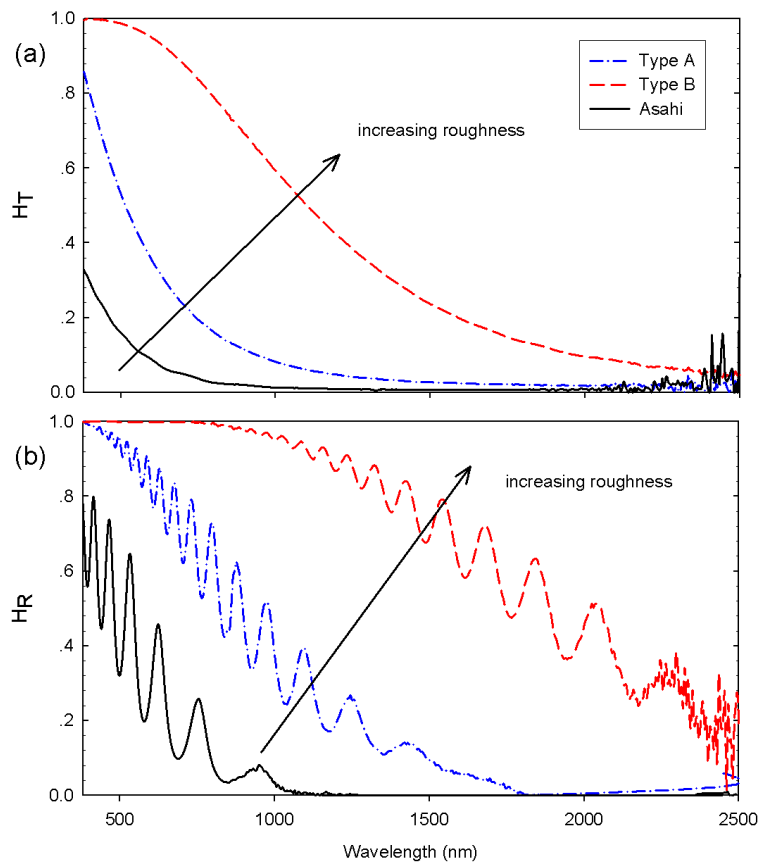 1.0
(a)
Type A
Type B
Asahi
.8
increasing roughness
.6
H_T
.4
.2
0.0
1.0
(b)
increasing roughness
.8
.6
H_R
.4
.2
0.0
500 1000 1500 2000 2500
Wavelength (nm)